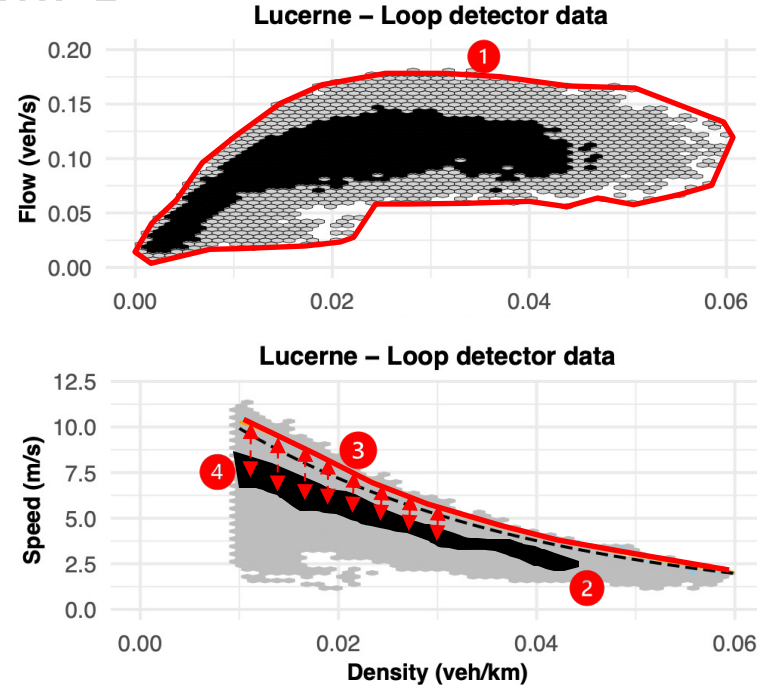 Lucerne – Loop detector data
1
0.20
0.15
0.10
0.05
0.00
Flow (veh/s)
0.00 0.02 0.04 0.06
Lucerne – Loop detector data
12.5
10.0
7.5
5.0
2.5
0.0
Speed (m/s)
3
4
2
0.00 0.02 0.04 0.06
Density (veh/km)